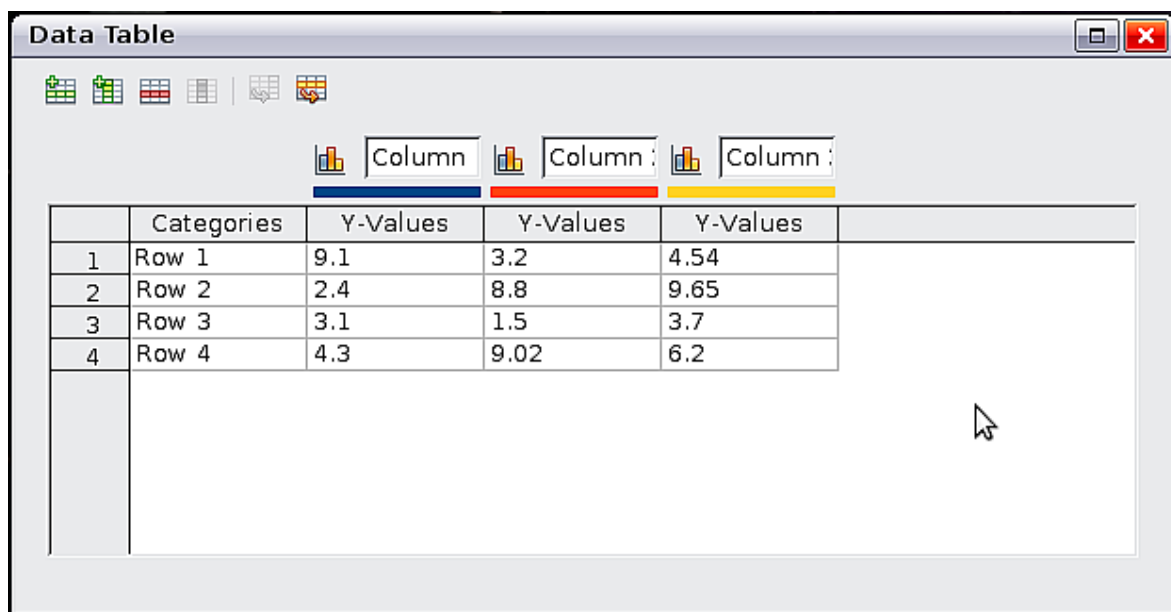 Data Table
Column Column Column
Categories Y-Values Y-Values Y-Values
1 Row 1 9.1 3.2 4.54
2 Row 2 2.4 8.8 9.65
3 Row 3 3.1 1.5 3.7
4 Row 4 4.3 9.02 6.2